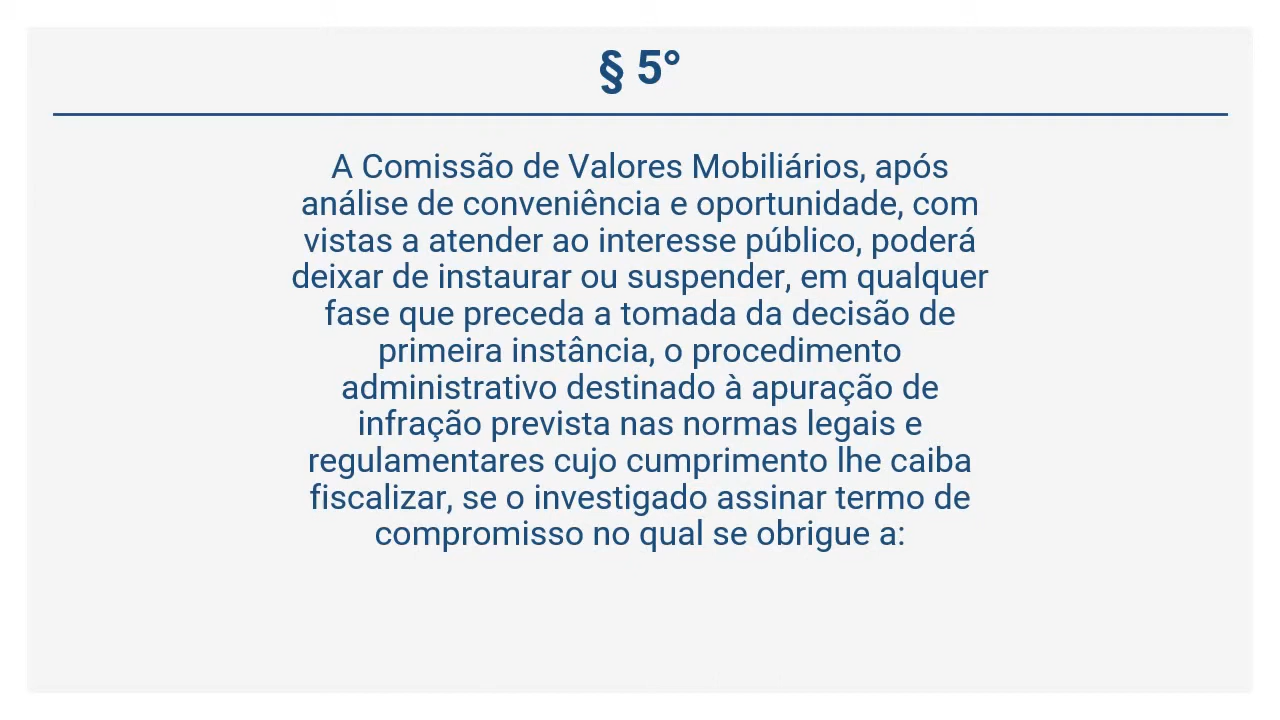 § 5°
A Comissão de Valores Mobiliários, após
análise de conveniência e oportunidade, com
vistas a atender ao interesse público, poderá
deixar de instaurar ou suspender, em qualquer
fase que preceda a tomada da decisão de
primeira instância, o procedimento
administrativo destinado à apuração de
infração prevista nas normas legais e
regulamentares cujo cumprimento lhe caiba
fiscalizar, se o investigado assinar termo de
compromisso no qual se obrigue a: